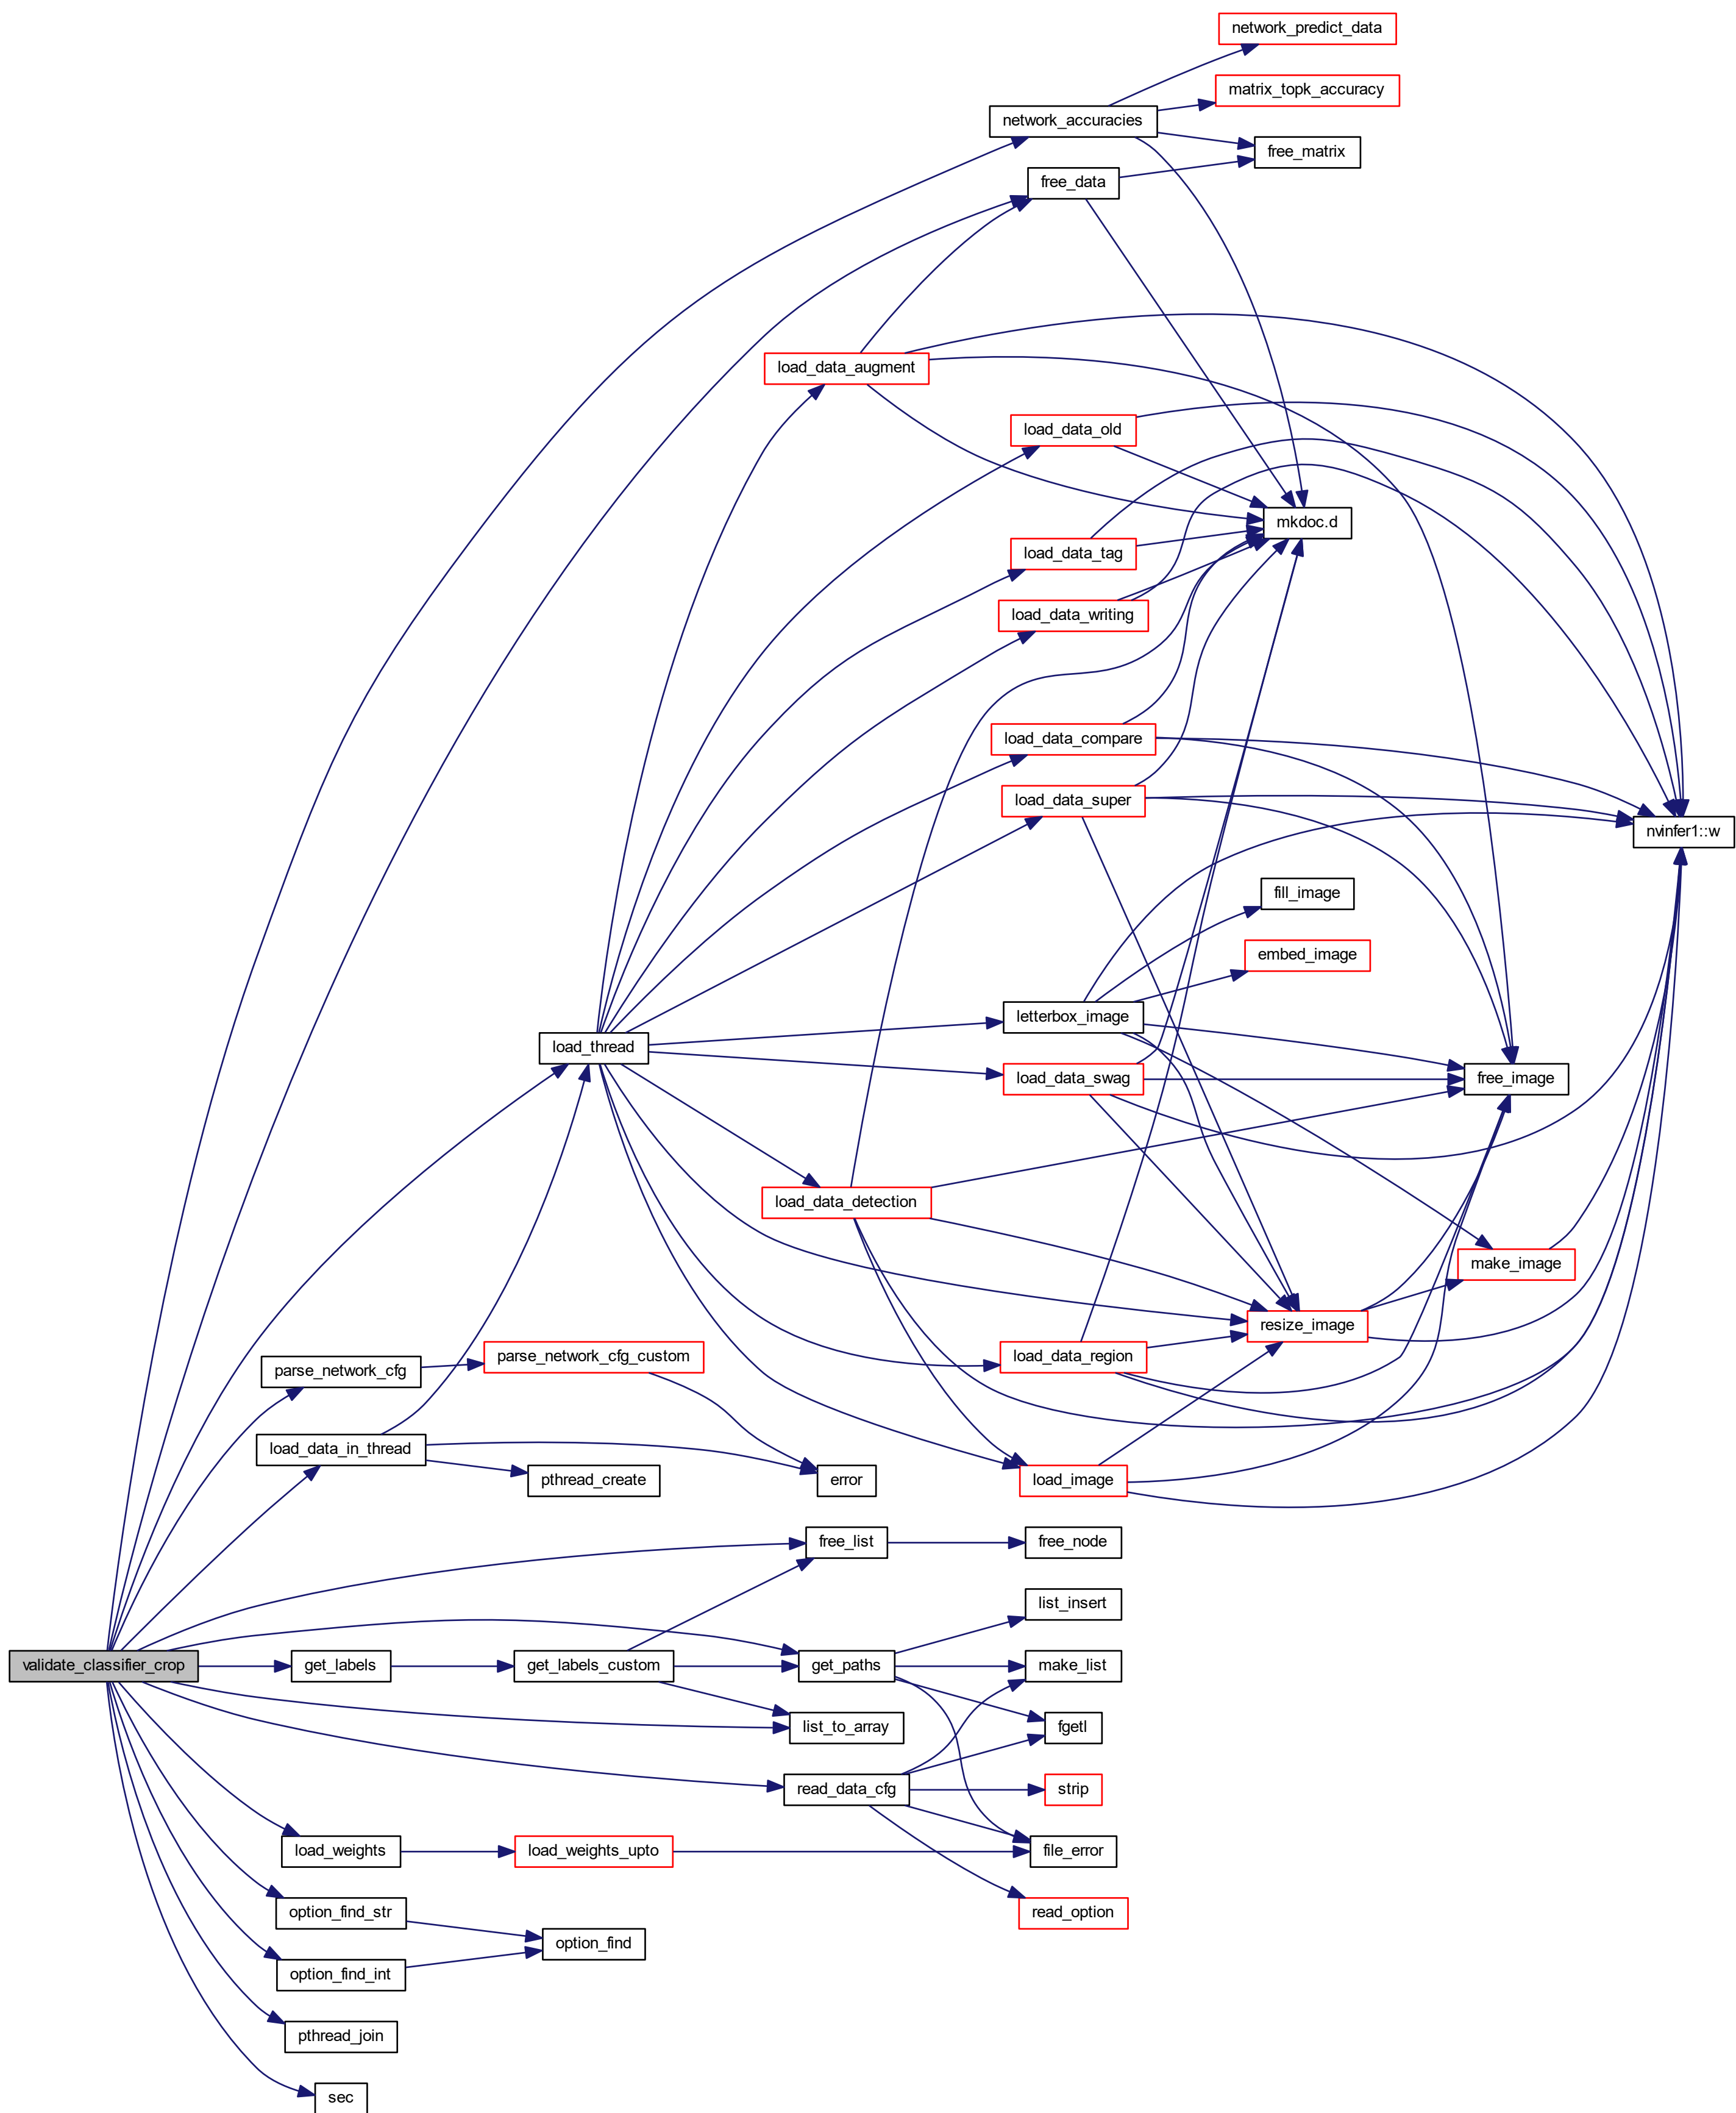 network_predict_data
matrix_topk_accuracy
network_accuracies
free_matrix
free_data
load_data_augment
load_data_old
mkdoc.d
load_data_tag
load_data_writing
load_data_compare
load_data_super
nvinfer1::w
fill_image
embed_image
letterbox_image
load_thread
load_data_swag
free_image
load_data_detection
make_image
resize_image
load_data_region
parse_network_cfg_custom
parse_network_cfg
load_data_in_thread
pthread_create
error
load_image
free_list
free_node
list_insert
validate_classifier_crop
get_labels
get_labels_custom
get_paths
make_list
list_to_array
fgetl
read_data_cfg
strip
load_weights
load_weights_upto
file_error
option_find_str
read_option
option_find
option_find_int
pthread_join
sec